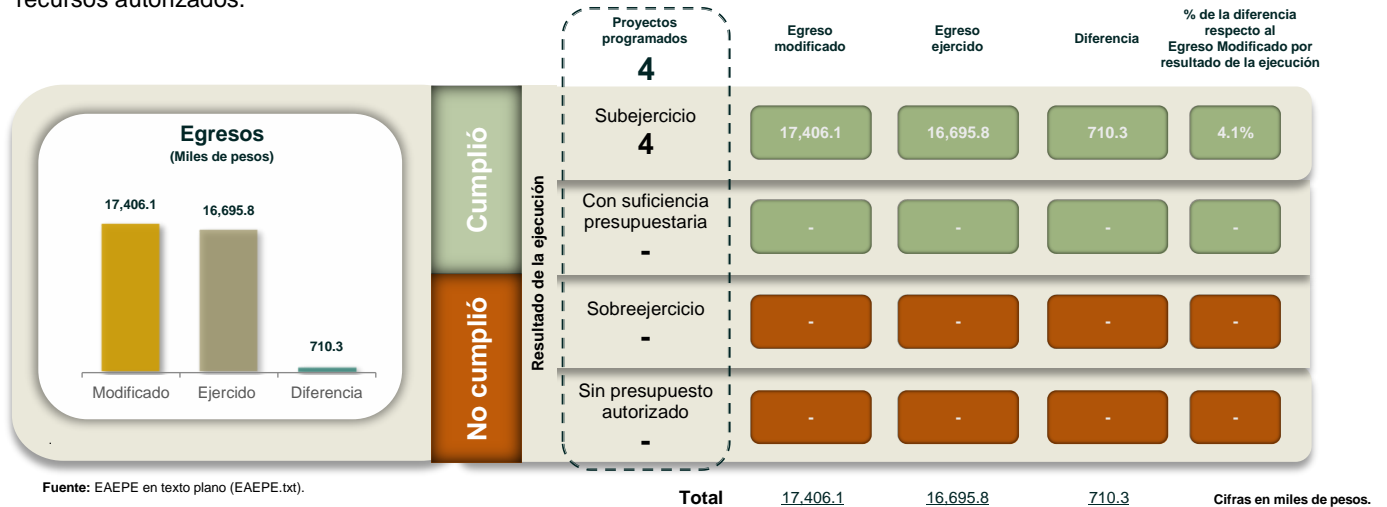 recursos autorizados.
Proyectos
programados
4
Egreso
modificado
Egreso
ejercido
Diferencia
% de la diferencia
respecto al
Egreso Modificado por
resultado de la ejecución
Egresos
(Miles de pesos)
17,406.1
16,695.8
710.3
Modificado
Ejercido
Diferencia
.
Cumplió
No cumplió
Resultado de la ejecución
Subejercicio
4
17,406.1
16,695.8
710.3
4.1%
Con suficiencia
presupuestaria
-
-
-
-
-
Sobreejercicio
-
-
-
-
-
Sin presupuesto
autorizado
-
-
-
-
-
Fuente: EAEPE en texto plano (EAEPE.txt).
Total
17,406.1
16,695.8
710.3
Cifras en miles de pesos.